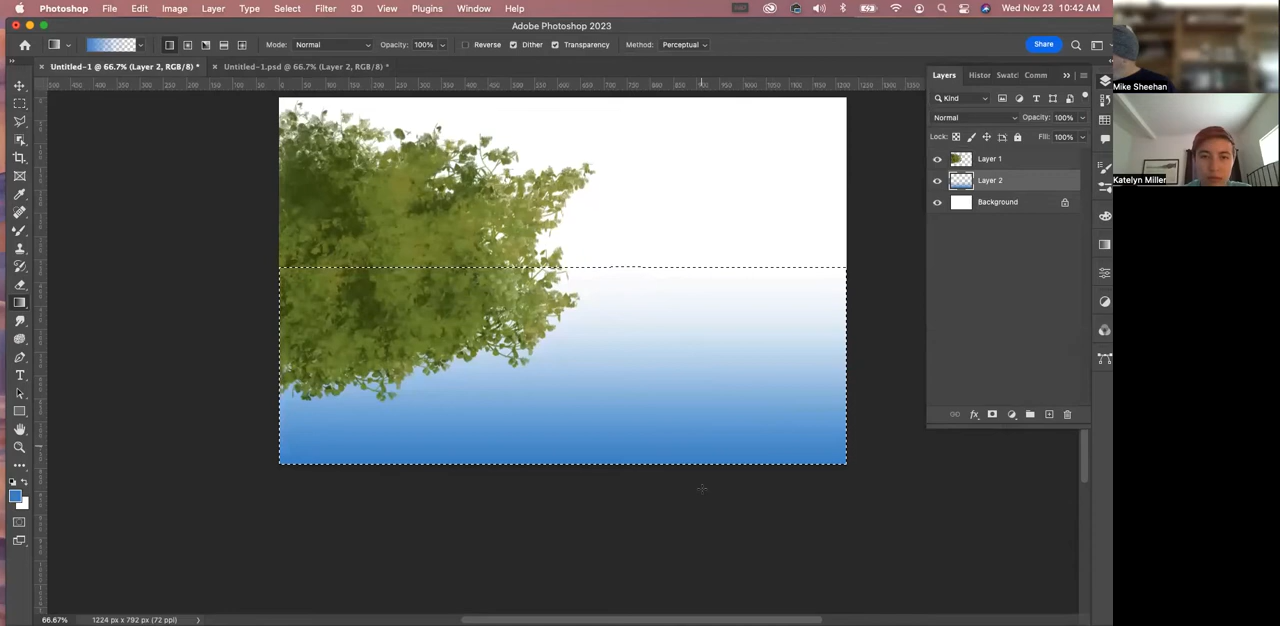 Photoshop File Edit Image Layer Type Select Filter 3D View Plugins Window Help Wed Nov 23 10:42 AM
Adobe Photoshop 2023
Mode: Normal Opacity: 100% Reverse Dither Transparency Method: Perceptual Share
Untitled-1 @ 66.7% (Layer 2, RGB/8) * Untitled-1.psd @ 66.7% (Layer 2, RGB/8) *
Layers Histor Swatc Comm
Kind
Normal Opacity: 100%
Lock: Fill: 100%
Layer 1
Layer 2
Background
66.67% 1224 px x 792 px (72 ppi)
Mike Sheehan
Katelyn Miller